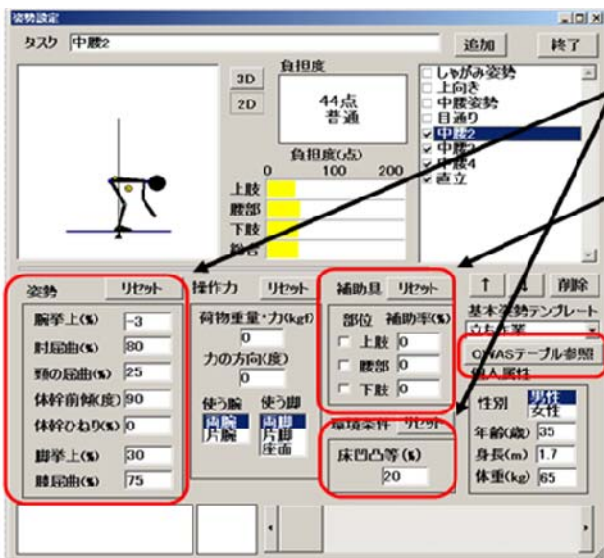 姿勢設定
タスク 中腰2 追加 終了
3D
2D
負担度
44点
普通
負担度(点)
0 100 200
上肢
腰部
下肢
総合
しゃがみ姿勢
上向き
中腰姿勢
目通り
中腰2
中腰3
中腰4
直立
↑ ↓ 削除
姿勢 リセット
腕挙上(%) -3
肘屈曲(%) 80
頸の屈曲(%) 25
体幹前傾(度) 90
体幹ひねり(%) 0
脚挙上(%) 30
膝屈曲(%) 75
操作力 リセット
荷物重量・力(kgf)
0
力の方向(度)
0
使う腕 使う脚
両腕 両脚
片腕 片脚
座面
補助具 リセット
部位 補助率(%)
上肢 0
腰部 0
下肢 0
環境条件 リセット
床凹凸等(%)
20
基本姿勢テンプレート
立ち作業
OWASテーブル参照
個人属性
性別 男性
女性
年齢(歳) 35
身長(m) 1.7
体重(kg) 65